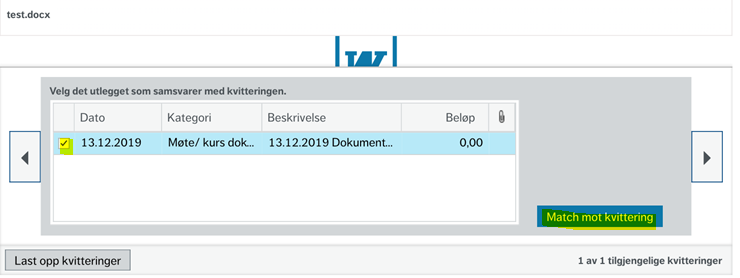 test.docx
W
Velg det utlegget som samsvarer med kvitteringen.
Dato Kategori Beskrivelse Beløp
13.12.2019 Møte/ kurs dok... 13.12.2019 Dokument... 0,00
Match mot kvittering
Last opp kvitteringer 1 av 1 tilgjengelige kvitteringer